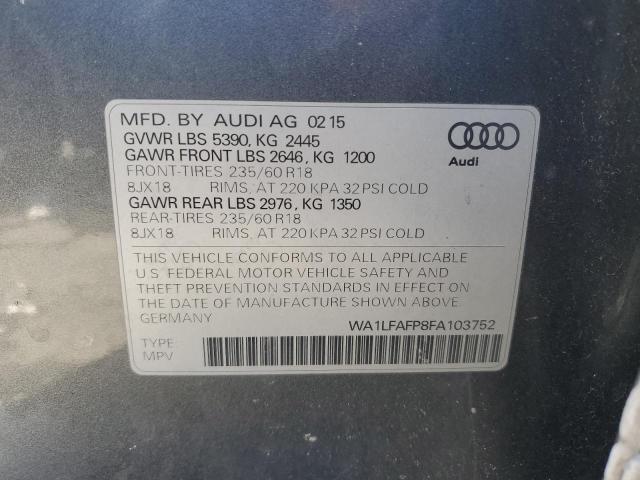 MFD. BY AUDI AG 02 15
GVWR LBS 5390, KG 2445
GAWR FRONT LBS 2646, KG 1200
FRONT-TIRES 235/60 R18
8JX18 RIMS, AT 220 KPA 32 PSI COLD
GAWR REAR LBS 2976, KG 1350
REAR-TIRES 235/60 R18
8JX18 RIMS, AT 220 KPA 32 PSI COLD
Audi
THIS VEHICLE CONFORMS TO ALL APPLICABLE
U.S. FEDERAL MOTOR VEHICLE SAFETY AND
THEFT PREVENTION STANDARDS IN EFFECT ON
THE DATE OF MANUFACTURE SHOWN ABOVE
GERMANY
WA1LFAFP8FA103752
TYPE
MPV